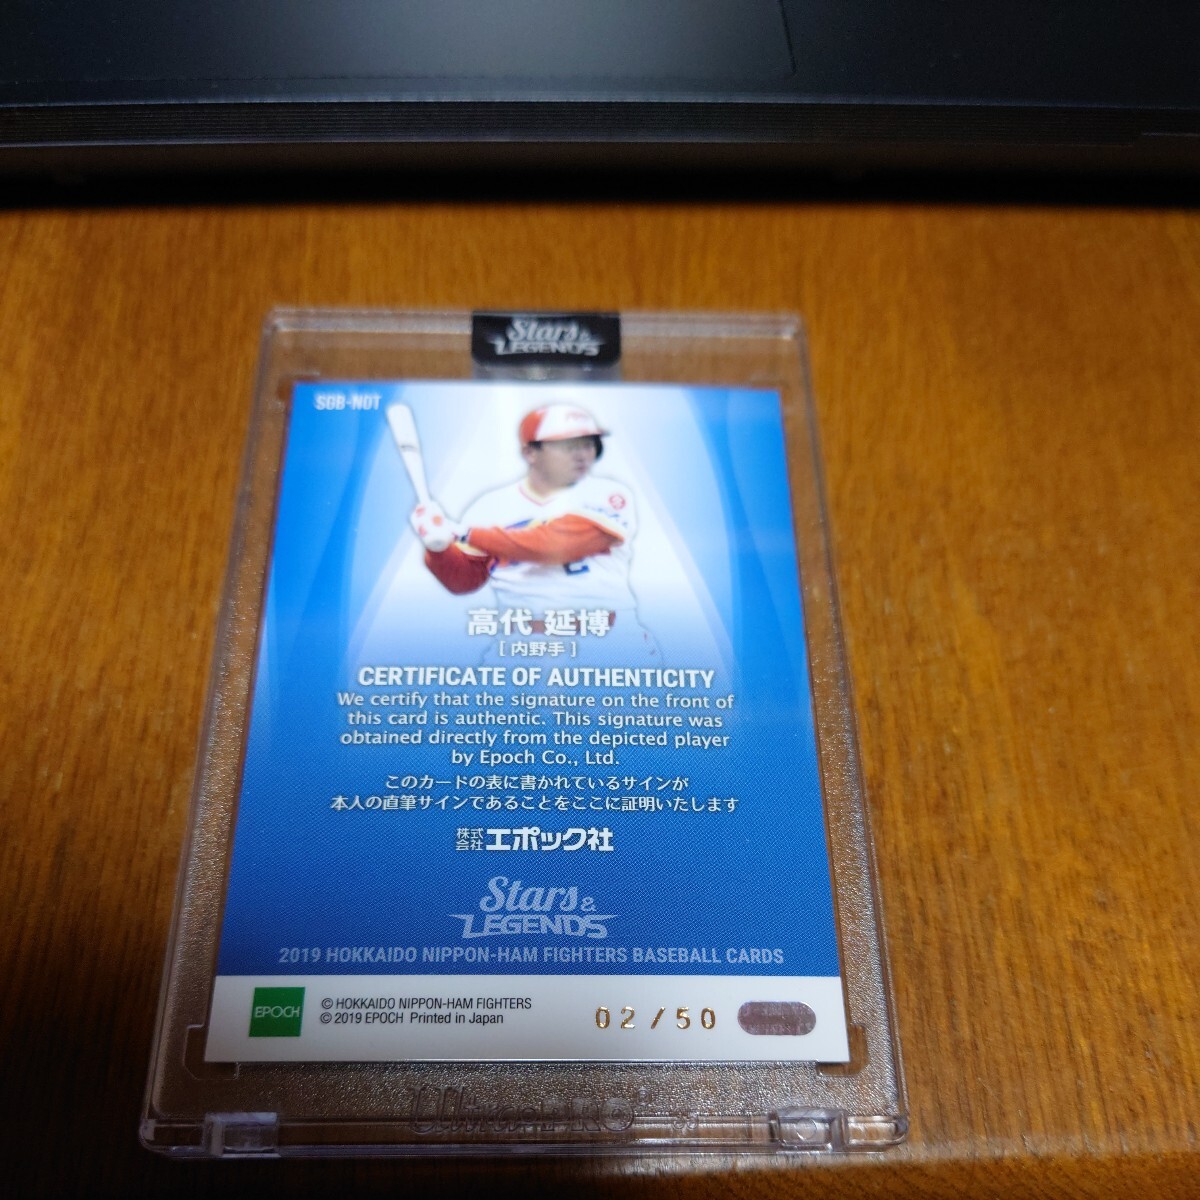 Stars &
LEGENDS
SGB-NDT
高代 延博
[ 内野手 ]
CERTIFICATE OF AUTHENTICITY
We certify that the signature on the front of
this card is authentic. This signature was
obtained directly from the depicted player
by Epoch Co., Ltd.
このカードの表に書かれているサインが
本人の直筆サインであることをここに証明いたします
株式会社エポック社
Stars &
LEGENDS
2019 HOKKAIDO NIPPON-HAM FIGHTERS BASEBALL CARDS
EPOCH
© HOKKAIDO NIPPON-HAM FIGHTERS
© 2019 EPOCH Printed in Japan
02/50
Ultra PRO